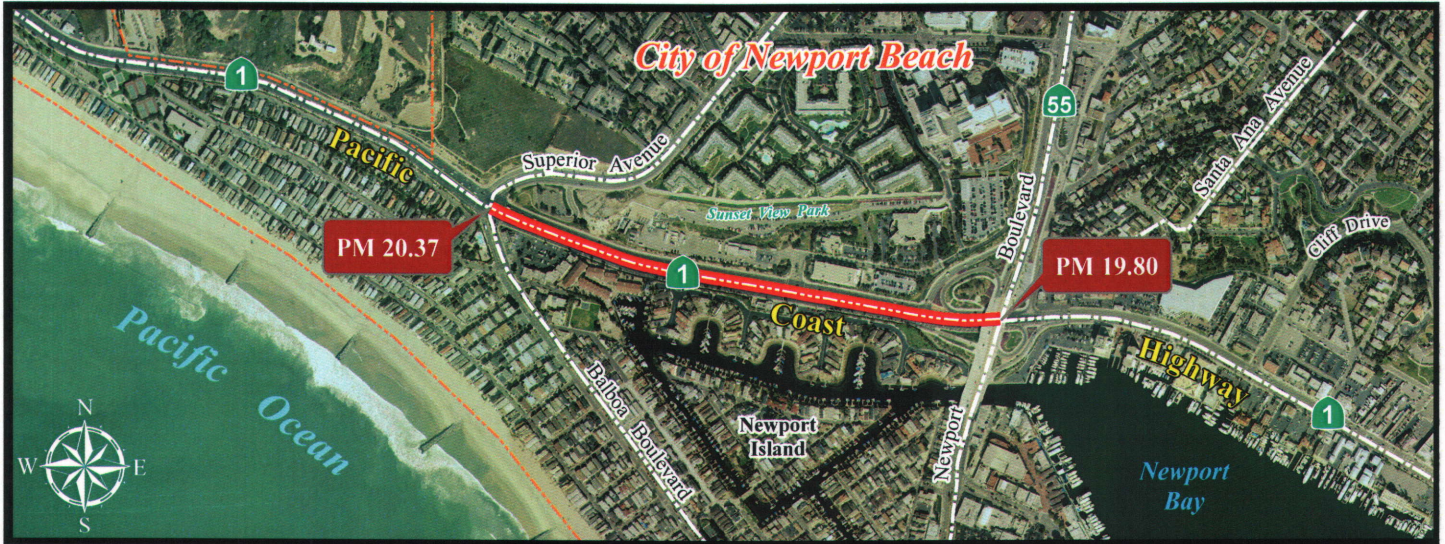 City of Newport Beach
1
55
Pacific
Superior Avenue
Santa Ana Avenue
Sunset View Park
Boulevard
Cliff Drive
PM 20.37
PM 19.80
1
Coast
Pacific
Ocean
Highway
Balboa
Boulevard
Newport
Island
Newport
1
Newport
Bay
N
W
E
S